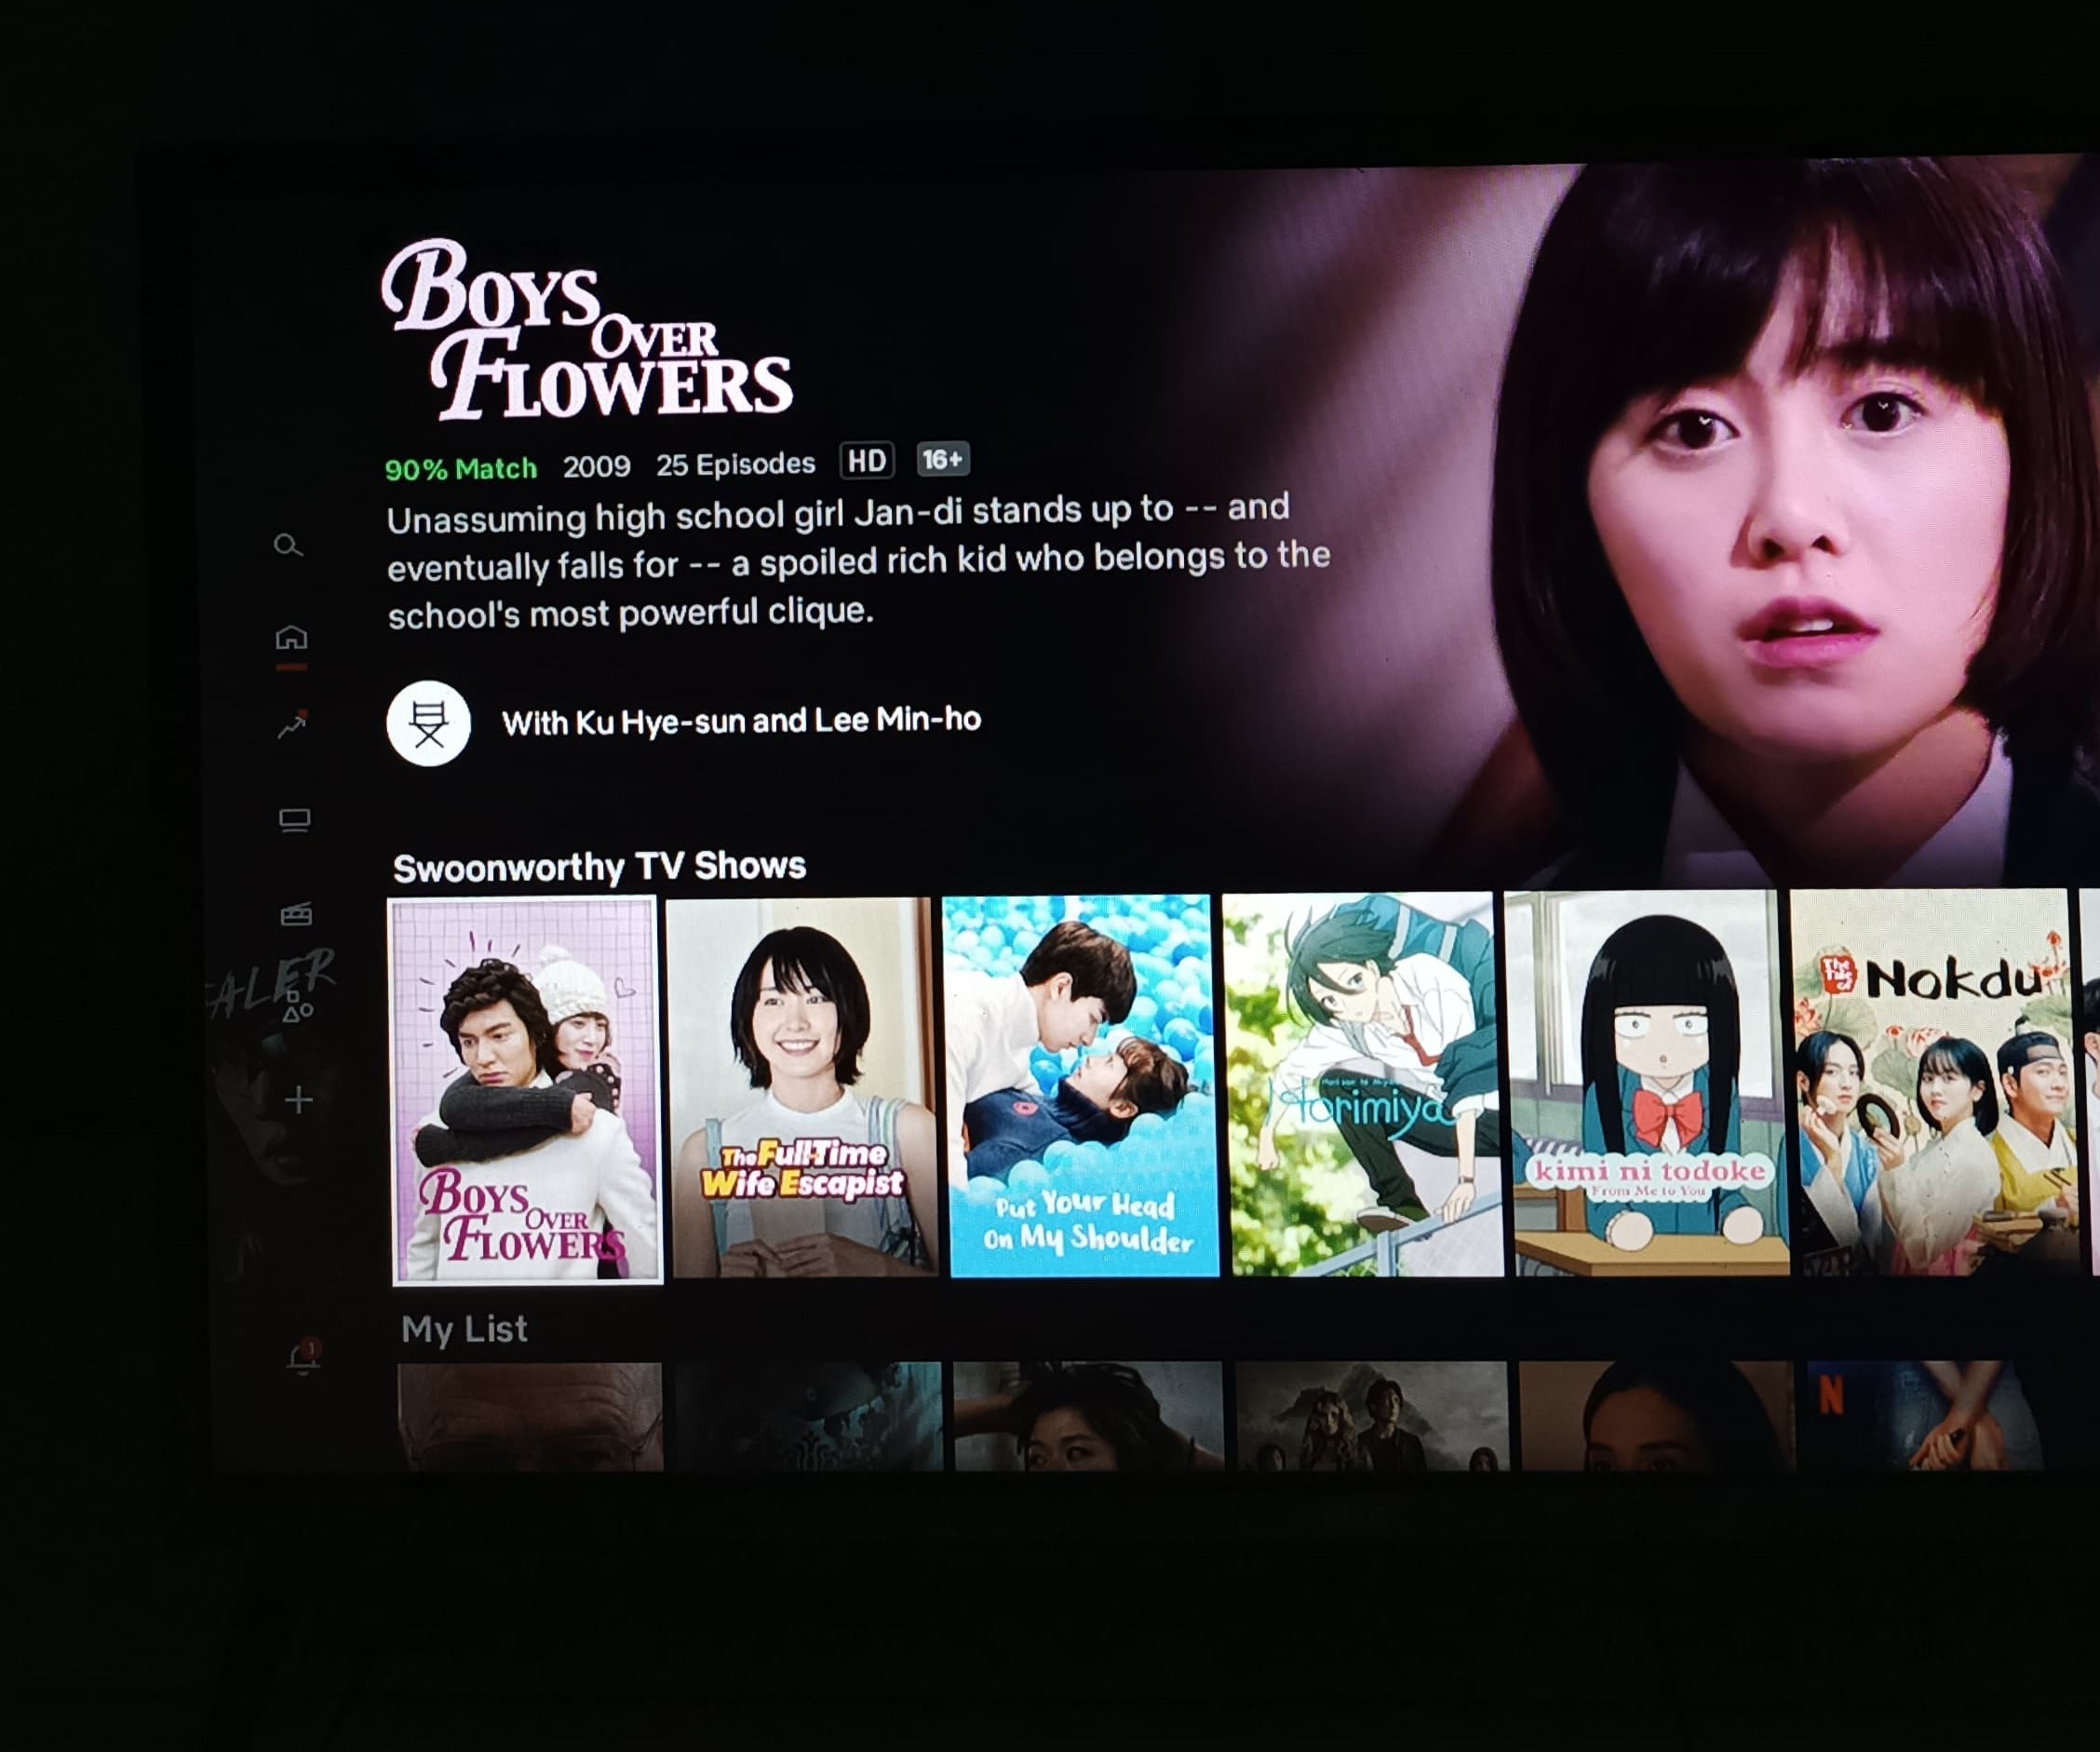 BOYS
OVER
FLOWERS
90% Match 2009 25 Episodes HD 16+
Unassuming high school girl Jan-di stands up to -- and
eventually falls for -- a spoiled rich kid who belongs to the
school's most powerful clique.
With Ku Hye-sun and Lee Min-ho
Swoonworthy TV Shows
BOYS
OVER
FLOWERS
The Full-Time
Wife Escapist
Put Your Head
On My Shoulder
Horimiya
kimi ni todoke
From Me to You
The Tale of Nokdu
ALER
My List
1
N